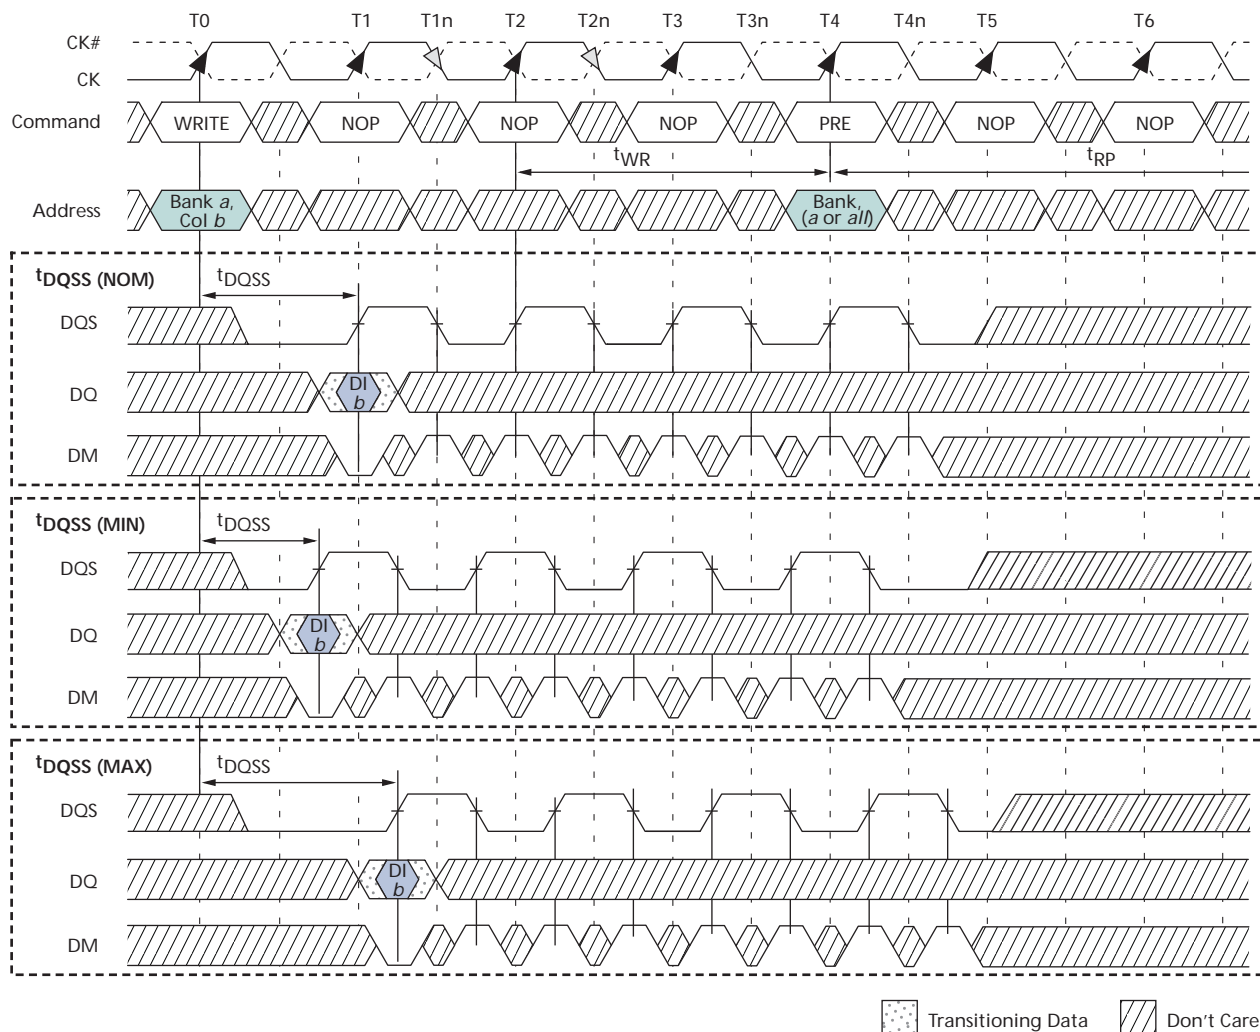 T0 T1 T1n T2 T2n T3 T3n T4 T4n T5 T6
CK#
CK
Command WRITE NOP NOP NOP PRE NOP NOP
tWR tRP
Address Bank a, Col b Bank, (a or all)
tDQSS (NOM) tDQSS
DQS
DQ DI b
DM
tDQSS (MIN) tDQSS
DQS
DQ DI b
DM
tDQSS (MAX) tDQSS
DQS
DQ DI b
DM
Transitioning Data Don't Care